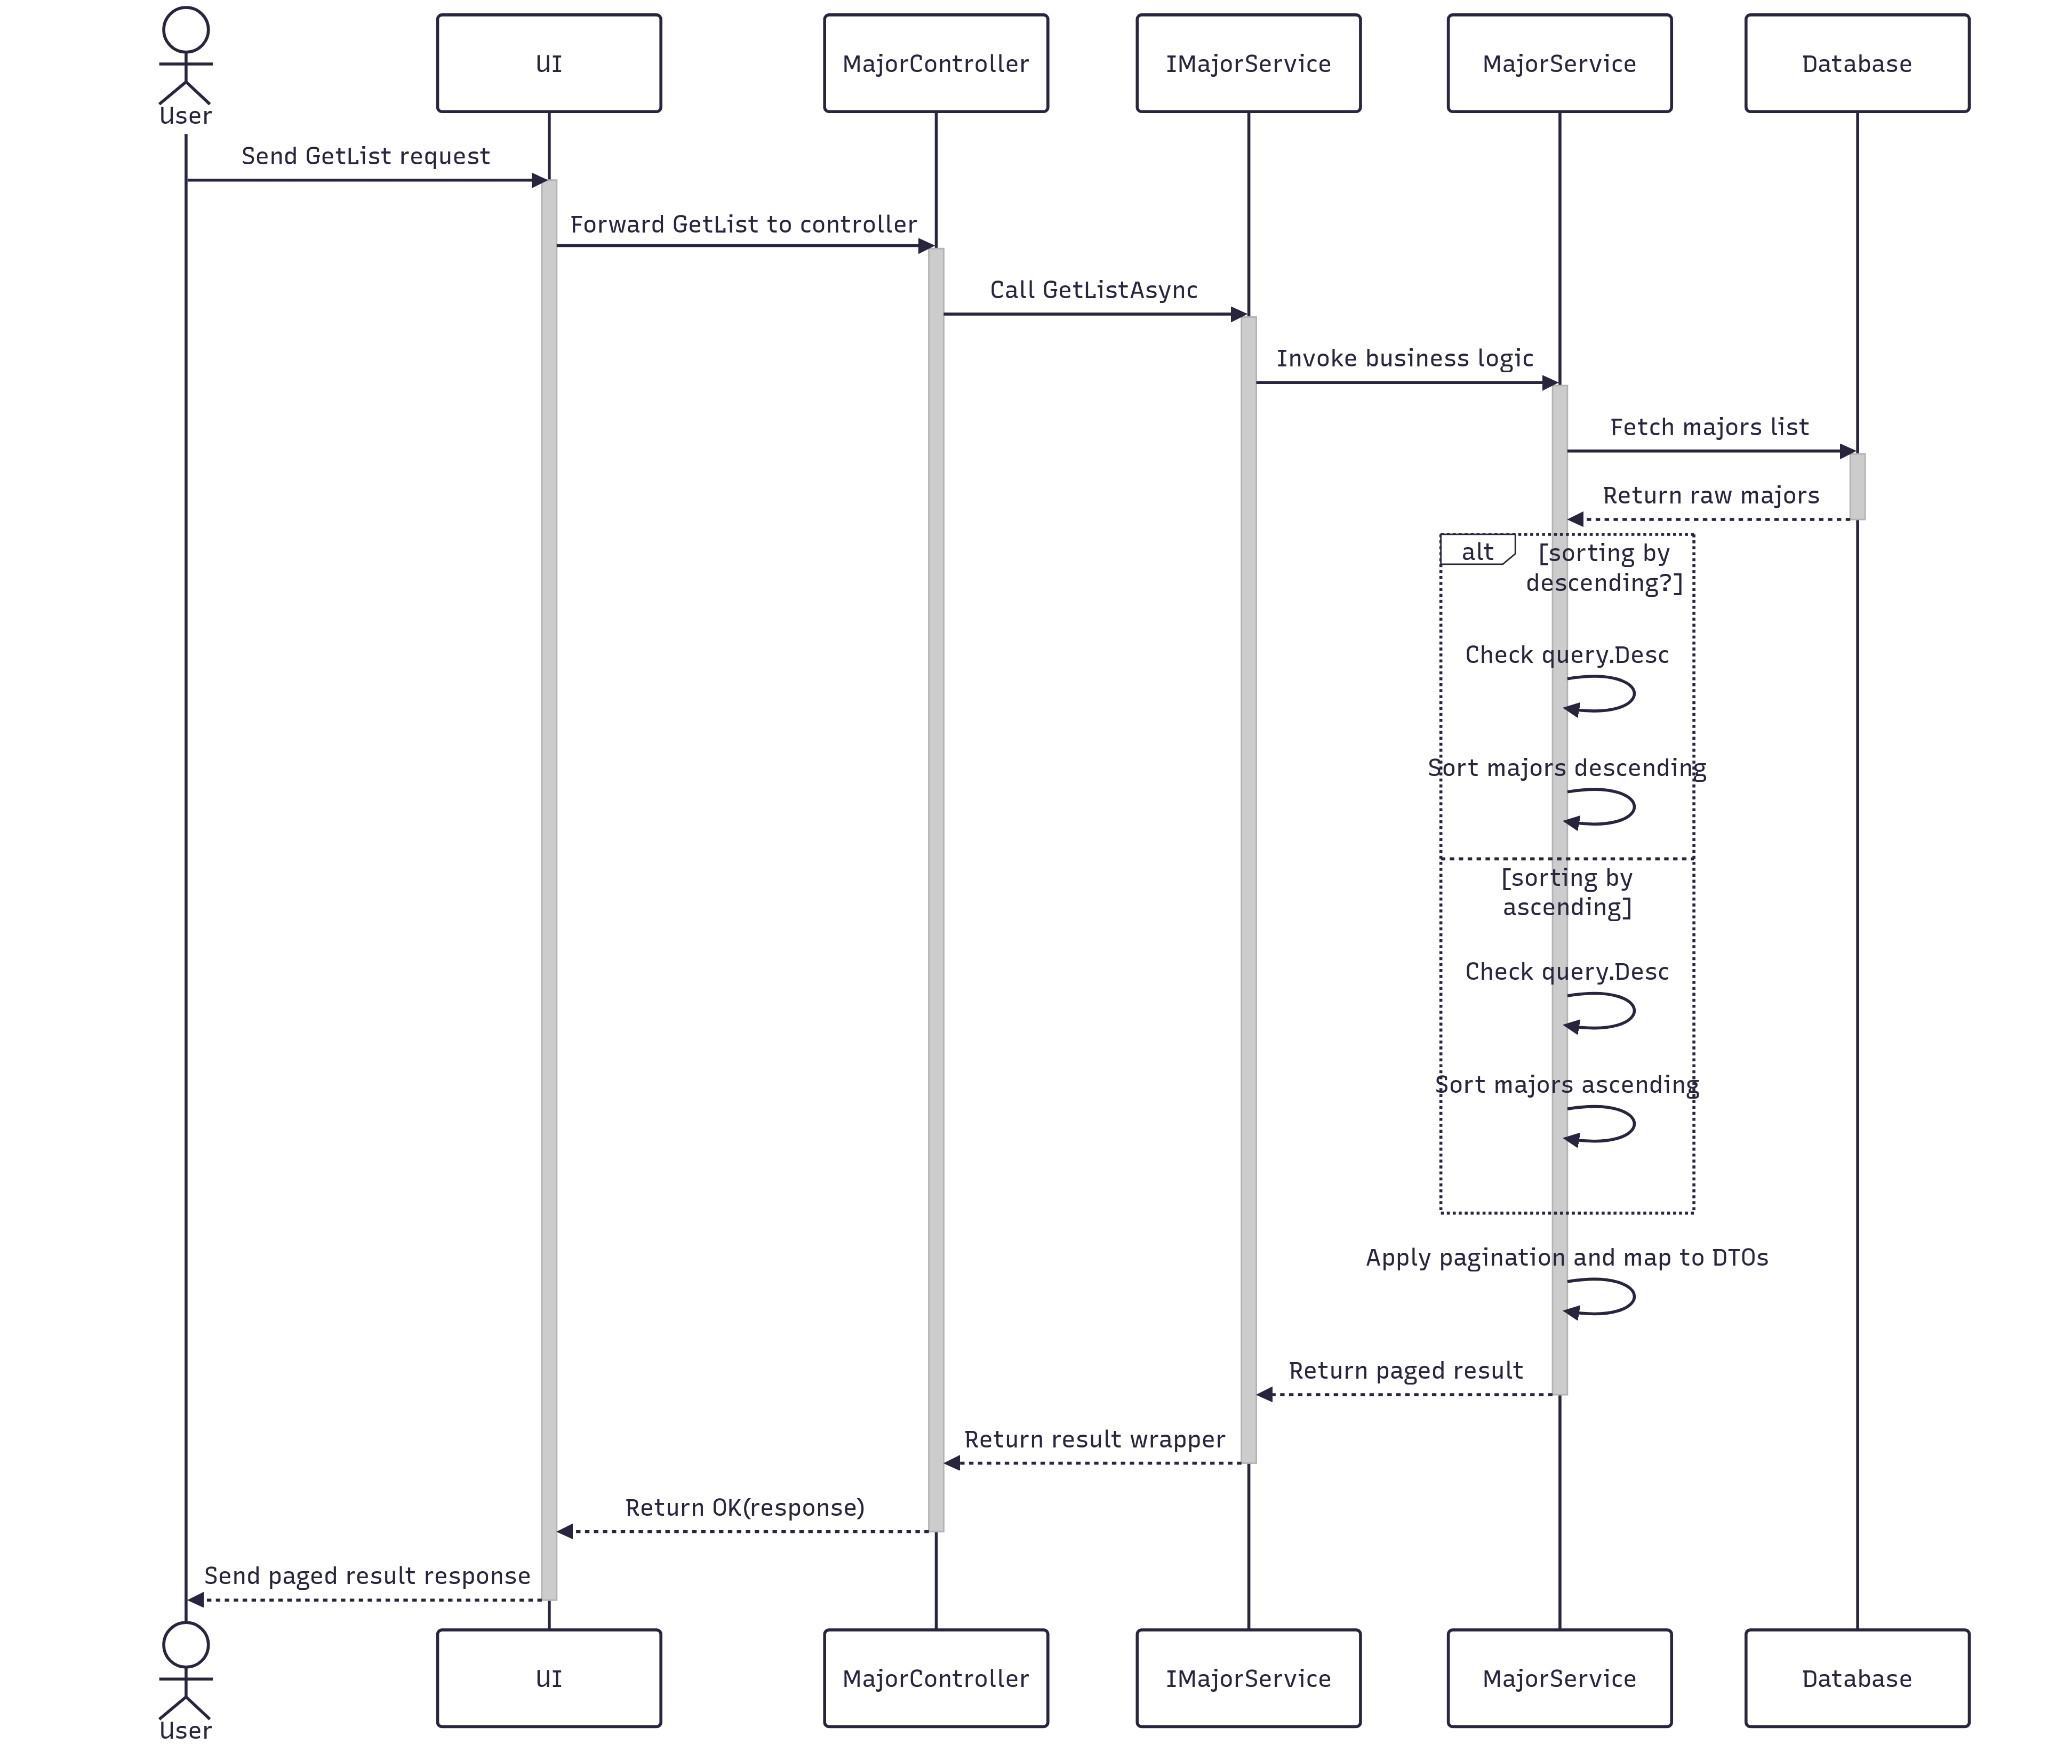 User
UI
MajorController
IMajorService
MajorService
Database
Send GetList request
Forward GetList to controller
Call GetListAsync
Invoke business logic
Fetch majors list
Return raw majors
alt
[sorting by
descending?]
Check query.Desc
Sort majors descending
[sorting by
ascending]
Check query.Desc
Sort majors ascending
Apply pagination and map to DTOs
Return paged result
Return result wrapper
Return OK(response)
Send paged result response
User
UI
MajorController
IMajorService
MajorService
Database